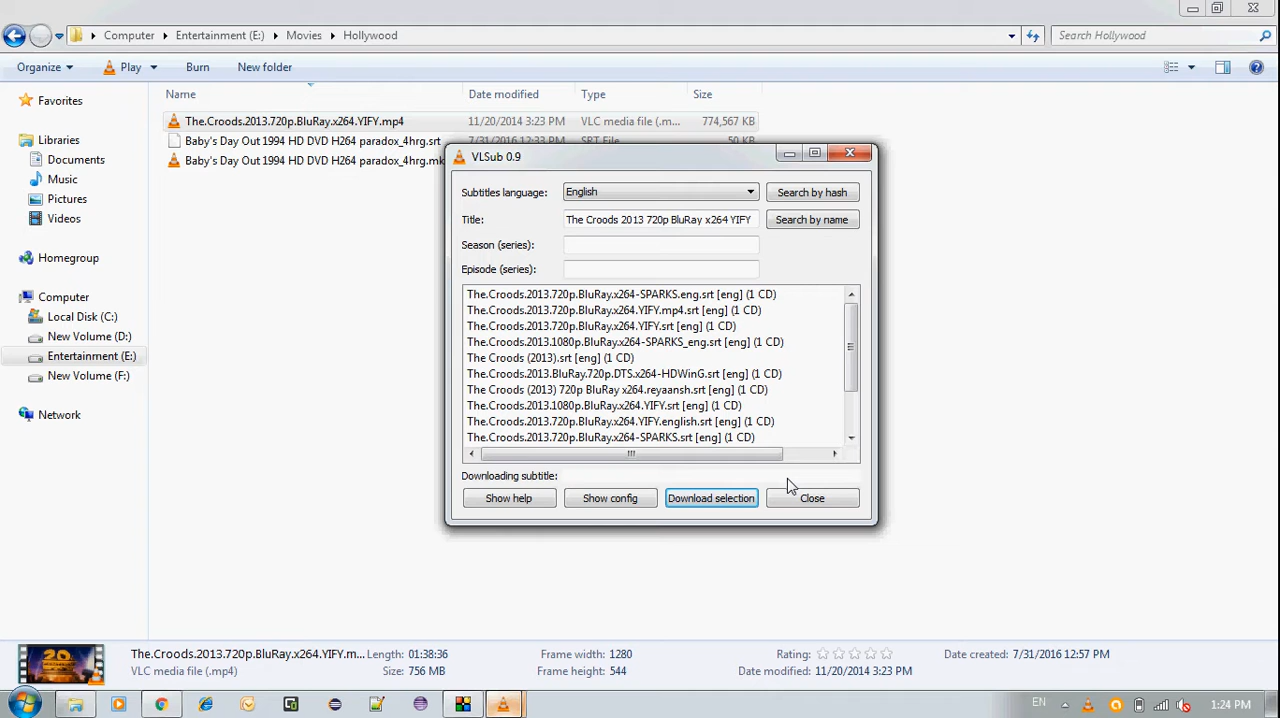 Computer Entertainment (E:) Movies Hollywood
Search Hollywood
Organize Play Burn New folder
Name Date modified Type Size
Favorites
Libraries
Documents
Music
Pictures
Videos
Homegroup
Computer
Local Disk (C:)
New Volume (D:)
Entertainment (E:)
New Volume (F:)
Network
The.Croods.2013.720p.BluRay.x264.YIFY.mp4 11/20/2014 3:23 PM VLC media file (.m... 774,567 KB
Baby's Day Out 1994 HD DVD H264 paradox_4hrg.srt 7/31/2016 12:33 PM SRT File 50 KB
Baby's Day Out 1994 HD DVD H264 paradox_4hrg.mk
VLSub 0.9
Subtitles language: English Search by hash
Title: The Croods 2013 720p BluRay x264 YIFY Search by name
Season (series):
Episode (series):
The.Croods.2013.720p.BluRay.x264-SPARKS.eng.srt [eng] (1 CD)
The.Croods.2013.720p.BluRay.x264.YIFY.mp4.srt [eng] (1 CD)
The.Croods.2013.720p.BluRay.x264.YIFY.srt [eng] (1 CD)
The.Croods.2013.1080p.BluRay.x264-SPARKS_eng.srt [eng] (1 CD)
The Croods (2013).srt [eng] (1 CD)
The.Croods.2013.BluRay.720p.DTS.x264-HDWinG.srt [eng] (1 CD)
The Croods (2013) 720p BluRay x264.reyaansh.srt [eng] (1 CD)
The.Croods.2013.1080p.BluRay.x264.YIFY.srt [eng] (1 CD)
The.Croods.2013.720p.BluRay.x264.YIFY.english.srt [eng] (1 CD)
The.Croods.2013.720p.BluRay.x264-SPARKS.srt [eng] (1 CD)
Downloading subtitle:
Show help Show config Download selection Close
The.Croods.2013.720p.BluRay.x264.YIFY.m... Length: 01:38:36 Frame width: 1280 Rating: Date created: 7/31/2016 12:57 PM
VLC media file (.mp4) Size: 756 MB Frame height: 544 Date modified: 11/20/2014 3:23 PM
EN 1:24 PM